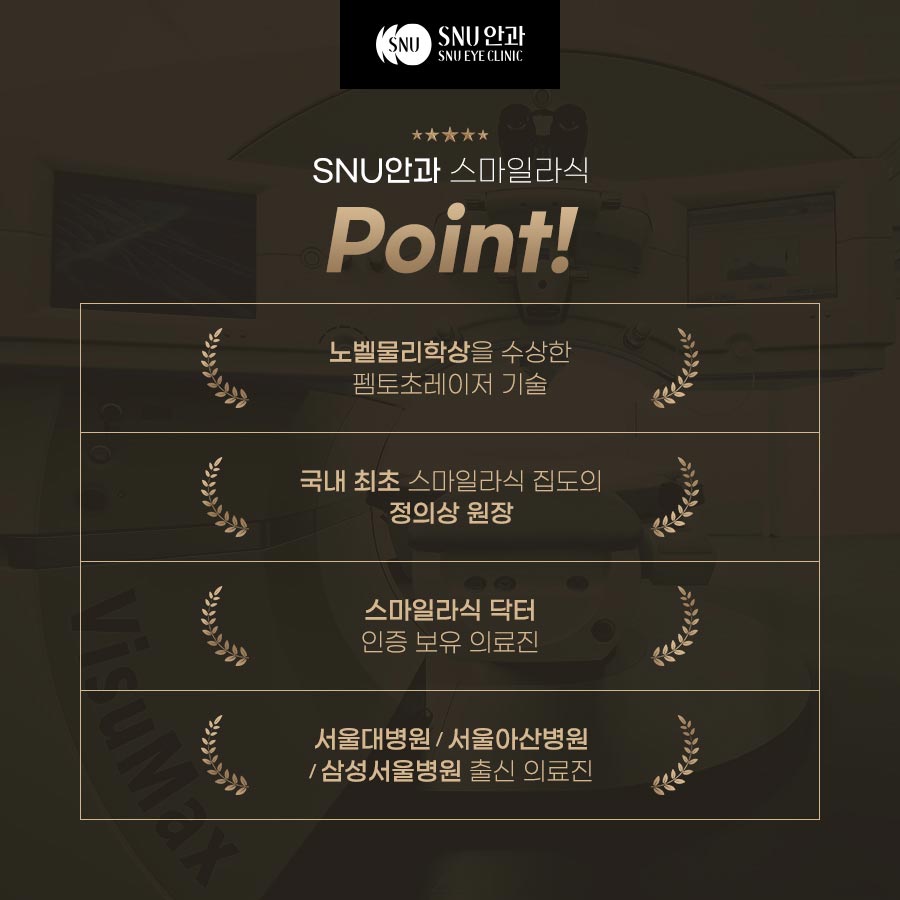 SNU
SNU안과
SNU EYE CLINIC
SNU안과 스마일라식
Point!
노벨물리학상을 수상한
펨토초레이저 기술
국내 최초 스마일라식 집도의
정의상 원장
스마일라식 닥터
인증 보유 의료진
서울대병원 / 서울아산병원
/ 삼성서울병원 출신 의료진
VisuMax